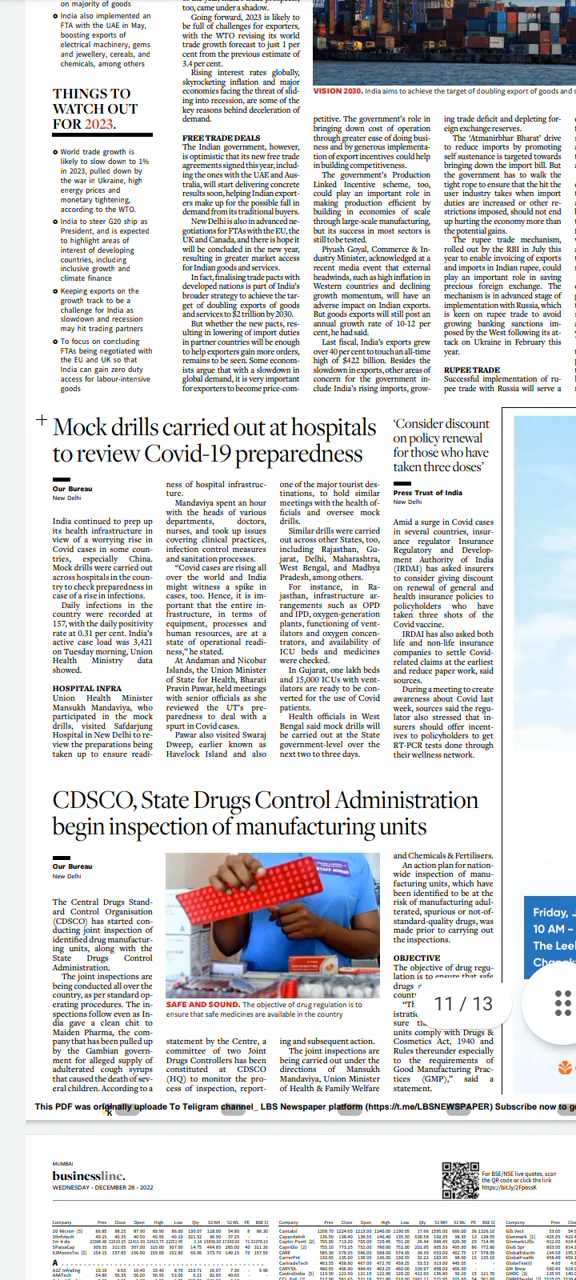 on majority of goods
India also implemented an
FTA with the UAE in May,
boosting exports of
electrical machinery, gems
and jewellery, cereals, and
chemicals, among others
THINGS TO
WATCH OUT
FOR 2023.
World trade growth is
likely to slow down to 1%
in 2023, pulled down by
the war in Ukraine, high
energy prices and
monetary tightening,
according to the WTO.
India to steer G20 ship as
President, and is expected
to highlight areas of
interest of developing
countries, including
inclusive growth and
climate finance
Keeping exports on the
growth track to be a
challenge for India as
slowdown and recession
may hit trading partners
To focus on concluding
FTAs being negotiated with
the EU and UK so that
India can gain zero duty
access for labour-intensive
goods
too, came under a shadow.
Going forward, 2023 is likely to
be full of challenges for exporters,
with the WTO revising its world
trade growth forecast to just 1 per
cent from the previous estimate of
3.4 per cent.
Rising interest rates globally,
skyrocketing inflation and major
economies facing the threat of slid-
ing into recession, are some of the
key reasons behind deceleration of
demand.
FREE TRADE DEALS
The Indian government, however,
is optimistic that its new free trade
agreements signed this year, includ-
ing the ones with the UAE and Aus-
tralia, will start delivering concrete
results soon, helping Indian export-
ers make up for the possible fall in
demand from its traditional buyers.
New Delhi is also in advanced ne-
gotiations for FTAs with the EU, the
UK and Canada, and there is hope it
will be concluded in the new year,
resulting in greater market access
for Indian goods and services.
In fact, finalising trade pacts with
developed nations is part of India's
broader strategy to achieve the tar-
get of doubling exports of goods
and services to $2 trillion by 2030.
But whether the new pacts, res-
ulting in lowering of import duties
in partner countries will be enough
to help exporters gain more orders,
remains to be seen. Some econom-
ists argue that with a slowdown in
global demand, it is very important
for exporters to become price-com-
VISION 2030. India aims to achieve the target of doubling export of goods and s
petitive. The government's role in
bringing down cost of operation
through greater ease of doing busi-
ness and by generous implementa-
tion of export incentives could help
in building competitiveness.
The government's Production
Linked Incentive scheme, too,
could play an important role in
making production efficient by
building in economies of scale
through large-scale manufacturing,
but its success in most sectors is
still to be tested.
Piyush Goyal, Commerce & In-
dustry Minister, acknowledged at a
recent media event that external
headwinds, such as high inflation in
Western countries and declining
growth momentum, will have an
adverse impact on Indian exports.
But goods exports will still post an
annual growth rate of 10-12 per
cent, he said.
Last fiscal, India's exports grew
over 40 per cent to touch an all-time
high of $422 billion. Besides the
slowdown in exports, other areas of
concern for the government in-
clude India's rising imports, grow-
ing trade deficit and depleting for-
eign exchange reserves.
The 'Atmanirbhar Bharat' drive
to reduce imports by promoting
self sustenance is targeted towards
bringing down the import bill. But
the government has to walk the
tight rope to ensure that the hit the
user industry takes when import
duties are increased or other re-
strictions imposed, should not end
up hurting the economy more than
the potential gains.
The rupee trade mechanism,
rolled out by the RBI in July this
year to enable invoicing of exports
and imports in Indian rupee, could
play an important role in saving
precious foreign exchange. The
mechanism is in advanced stage of
implementation with Russia, which
is keen on rupee trade to avoid
growing banking sanctions im-
posed by the West following its at-
tack on Ukraine in February this
year.
RUPEE TRADE
Successful implementation of ru-
pee trade with Russia will serve a
Mock drills carried out at hospitals
to review Covid-19 preparedness
Our Bureau
New Delhi
India continued to prep up
its health infrastructure in
view of a worrying rise in
Covid cases in some coun-
tries, especially China.
Mock drills were carried out
across hospitals in the coun-
try to check preparedness in
case of a rise in infections.
Daily infections in the
country were recorded at
157, with the daily positivity
rate at 0.31 per cent. India's
active case load was 3,421
on Tuesday morning, Union
Health Ministry data
showed.
HOSPITAL INFRA
Union Health Minister
Mansukh Mandaviya, who
participated in the mock
drills, visited Safdarjung
Hospital in New Delhi to re-
view the preparations being
taken up to ensure readi-
ness of hospital infrastruc-
ture.
Mandaviya spent an hour
with the heads of various
departments, doctors,
nurses, and took up issues
covering clinical practices,
infection control measures
and sanitation processes.
"Covid cases are rising all
over the world and India
might witness a spike in
cases, too. Hence, it is im-
portant that the entire in-
frastructure, in terms of
equipment, processes and
human resources, are at a
state of operational readi-
ness," he stated.
At Andaman and Nicobar
Islands, the Union Minister
of State for Health, Bharati
Pravin Pawar, held meetings
with senior officials as she
reviewed the UT's pre-
paredness to deal with a
spurt in Covid cases.
Pawar also visited Swaraj
Dweep, earlier known as
Havelock Island and also
one of the major tourist des-
tinations, to hold similar
meetings with the health of-
ficials and oversee mock
drills.
Similar drills were carried
out across other States, too,
including Rajasthan, Gu-
jarat, Delhi, Maharashtra,
West Bengal, and Madhya
Pradesh, among others.
For instance, in Ra-
jasthan, infrastructure ar-
rangements such as OPD
and IPD, oxygen-generation
plants, functioning of vent-
ilators and oxygen concen-
trators, and availability of
ICU beds and medicines
were checked.
In Gujarat, one lakh beds
and 15,000 ICUs with vent-
ilators are ready to be con-
verted for the use of Covid
patients.
Health officials in West
Bengal said mock drills will
be carried out at the State
government-level over the
next two to three days.
'Consider discount
on policy renewal
for those who have
taken three doses'
Press Trust of India
New Delhi
Amid a surge in Covid cases
in several countries, insur-
ance regulator Insurance
Regulatory and Develop-
ment Authority of India
(IRDAI) has asked insurers
to consider giving discount
on renewal of general and
health insurance policies to
policyholders who have
taken three shots of the
Covid vaccine.
IRDAI has also asked both
life and non-life insurance
companies to settle Covid-
related claims at the earliest
and reduce paper work, said
sources.
During a meeting to create
awareness about Covid last
week, sources said the regu-
lator also stressed that in-
surers should offer incent-
ives to policyholders to get
RT-PCR tests done through
their wellness network.
CDSCO, State Drugs Control Administration
begin inspection of manufacturing units
Our Bureau
New Delhi
The Central Drugs Stand-
ard Control Organisation
(CDSCO) has started con-
ducting joint inspection of
identified drug manufactur-
ing units, along with the
State Drugs Control
Administration.
The joint inspections are
being conducted all over the
country, as per standard op-
erating procedures. The in-
spections follow even as In-
dia gave a clean chit to
Maiden Pharma, the com-
pany that has been pulled up
by the Gambian govern-
ment for alleged supply of
adulterated cough syrups
that caused the death of sev-
eral children. According to a
STAFF NURSE
SAFE AND SOUND. The objective of drug regulation is to
ensure that safe medicines are available in the country
statement by the Centre, a
committee of two Joint
Drugs Controllers has been
constituted at CDSCO
(HQ) to monitor the pro-
cess of inspection, report-
ing and subsequent action.
The joint inspections are
being carried out under the
directions of Mansukh
Mandaviya, Union Minister
of Health & Family Welfare
and Chemicals & Fertilisers.
An action plan for nation-
wide inspection of manu-
facturing units, which have
been identified to be at the
risk of manufacturing adul-
terated, spurious or not-of-
standard-quality drugs, was
made prior to carrying out
the inspections.
OBJECTIVE
The objective of drug regu-
lation is to ensure that safe
drugs
count
"Th
istrati
sure th
units comply with Drugs &
Cosmetics Act, 1940 and
Rules thereunder especially
to the requirements of
Good Manufacturing Prac-
tices (GMP)," said a
statement.
Friday, J
10 AM –
The Leel
11 / 13
This PDF was originally uploade To Teligram channel_ LBS Newspaper platform (https://t.me/LBSNEWSPAPER) Subscribe now to g
MUMBAI
businessline.
WEDNESDAY - DECEMBER 28 - 2022
For BSE/NSE live quotes, scan
the QR code or click the link
https://bit.ly/2FpossK
Company Prev Close Open High Low Qty 52WH 52WL PE BSE Cl
Company Prev Close Open High Low Qty 52WH 52WL PE BSE Cl
Company Prev Cl
A